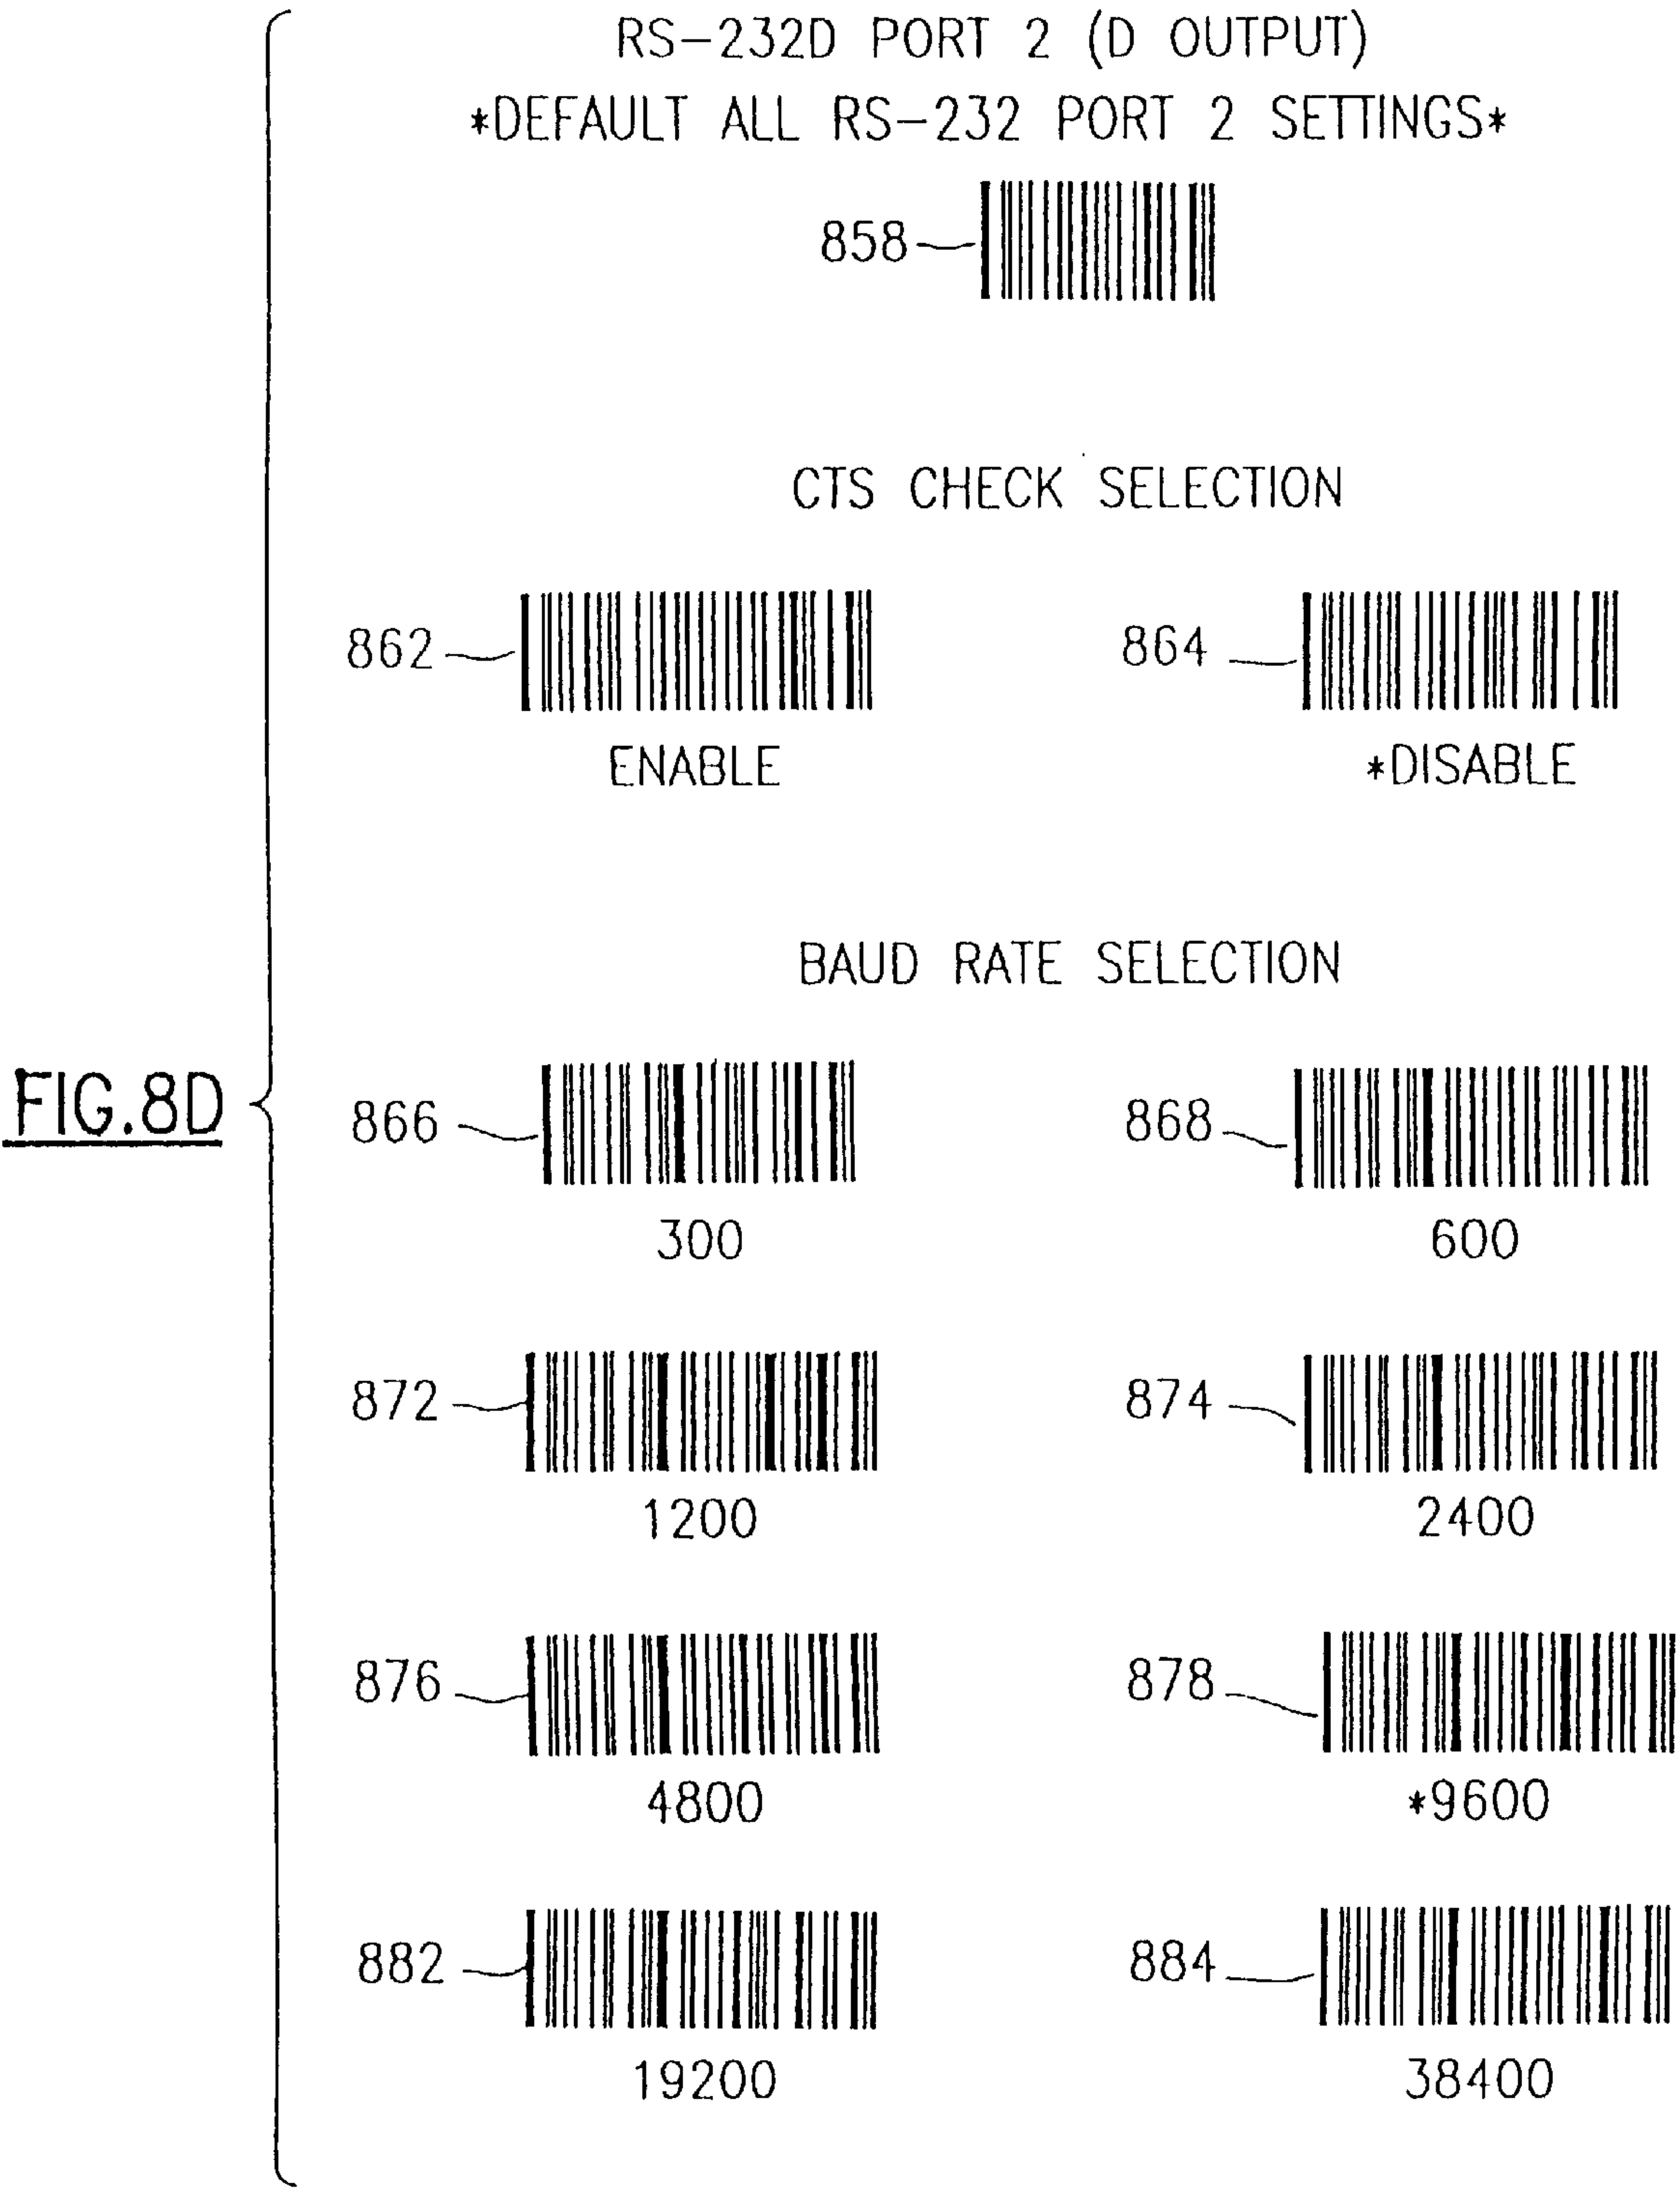 RS-232D PORT 2 (D OUTPUT)
*DEFAULT ALL RS-232 PORT 2 SETTINGS*
858
CTS CHECK SELECTION
862
864
ENABLE
*DISABLE
BAUD RATE SELECTION
FIG.8D
866
868
300
600
872
874
1200
2400
876
878
4800
*9600
882
884
19200
38400